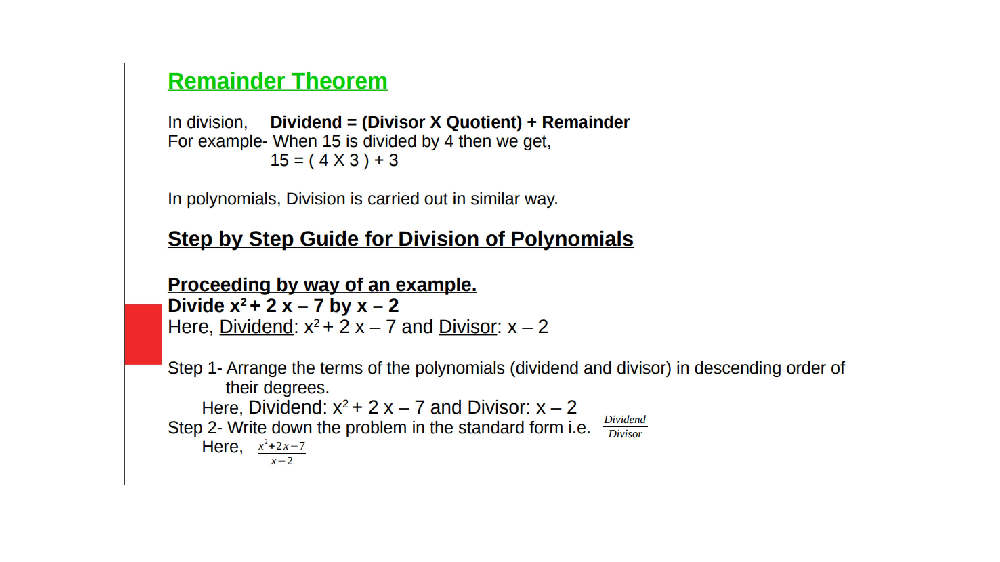 Remainder Theorem
In division, Dividend = (Divisor X Quotient) + Remainder
For example- When 15 is divided by 4 then we get,
15 = ( 4 X 3 ) + 3
In polynomials, Division is carried out in similar way.
Step by Step Guide for Division of Polynomials
Proceeding by way of an example.
Divide x² + 2 x – 7 by x – 2
Here, Dividend: x² + 2 x – 7 and Divisor: x – 2
Step 1- Arrange the terms of the polynomials (dividend and divisor) in descending order of
their degrees.
Here, Dividend: x² + 2 x – 7 and Divisor: x – 2
Step 2- Write down the problem in the standard form i.e. Dividend/Divisor
Here, x²+2x−7/x−2